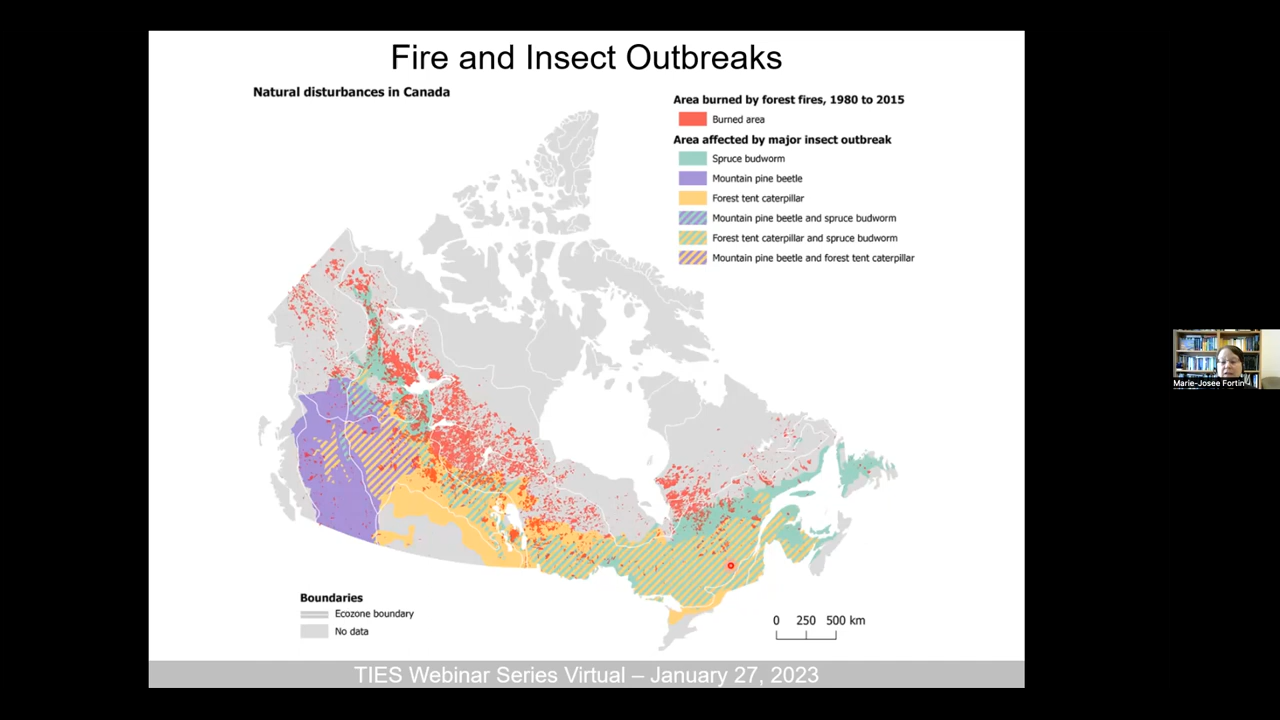 Fire and Insect Outbreaks
Natural disturbances in Canada
Area burned by forest fires, 1980 to 2015
Burned area
Area affected by major insect outbreak
Spruce budworm
Mountain pine beetle
Forest tent caterpillar
Mountain pine beetle and spruce budworm
Forest tent caterpillar and spruce budworm
Mountain pine beetle and forest tent caterpillar
Marie-Josee Fortin
Boundaries
Ecozone boundary
No data
0 250 500 km
TIES Webinar Series Virtual – January 27, 2023